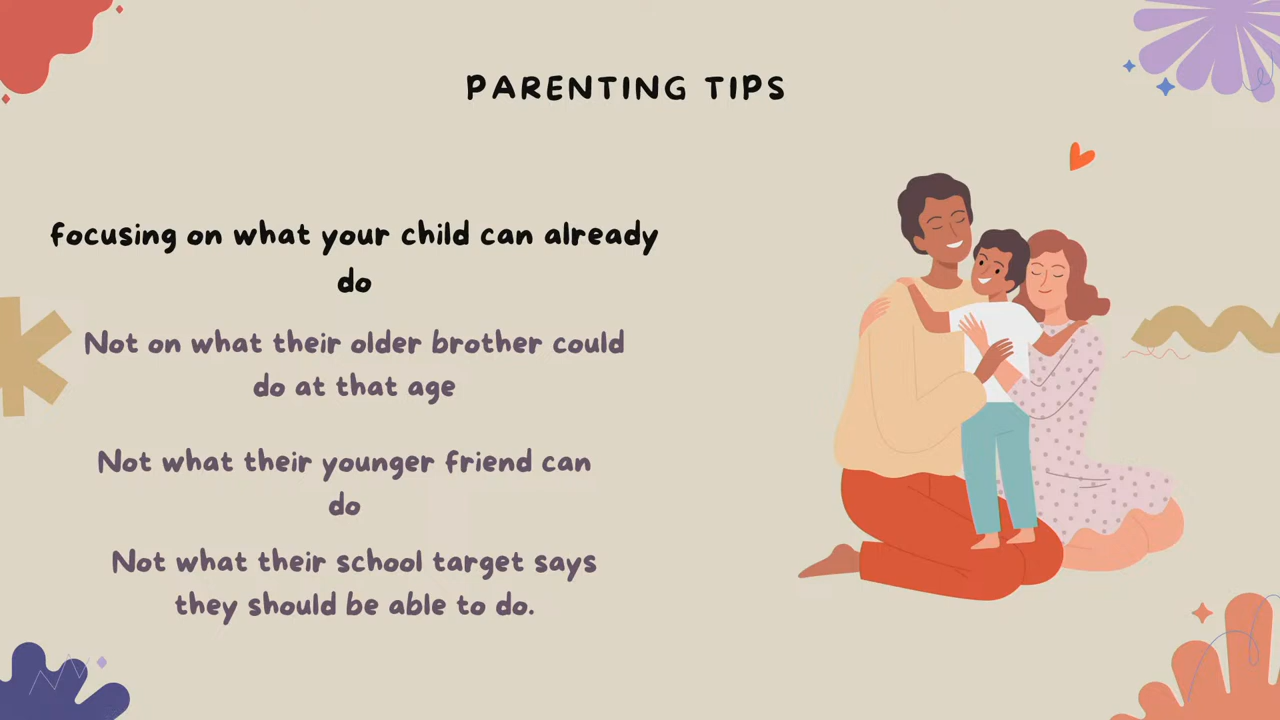 PARENTING TIPS
focusing on what your child can already
do
Not on what their older brother could
do at that age
Not what their younger friend can
do
Not what their school target says
they should be able to do.